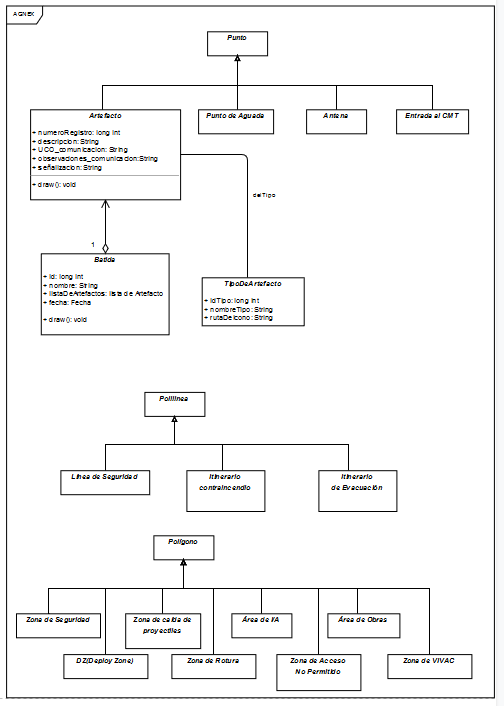 AGNEX
Punto
Artefacto
+ numeroRegistro: long int
+ descripcion: String
+ UCO_comunicacion: String
+ observaciones_comunicacion:String
+ señalizacion: String
+ draw(): void
Punto de Aguada
Antena
Entrada al CMT
delTipo
1
Batida
+ id: long int
+ nombre: String
+ listaDeArtefactos: lista de Artefacto
+ fecha: Fecha
+ draw(): void
TipoDeArtefacto
+ idTipo: long int
+ nombreTipo: String
+ rutaDeIcono: String
Polilínea
Línea de Seguridad
Itinerario
contraincendio
Itinerario
de Evacuación
Polígono
Zona de Seguridad
Zona de caída de
proyectiles
Área de I/A
Área de Obras
DZ(Deploy Zone)
Zona de Rotura
Zona de Acceso
No Permitido
Zona de VIVAC